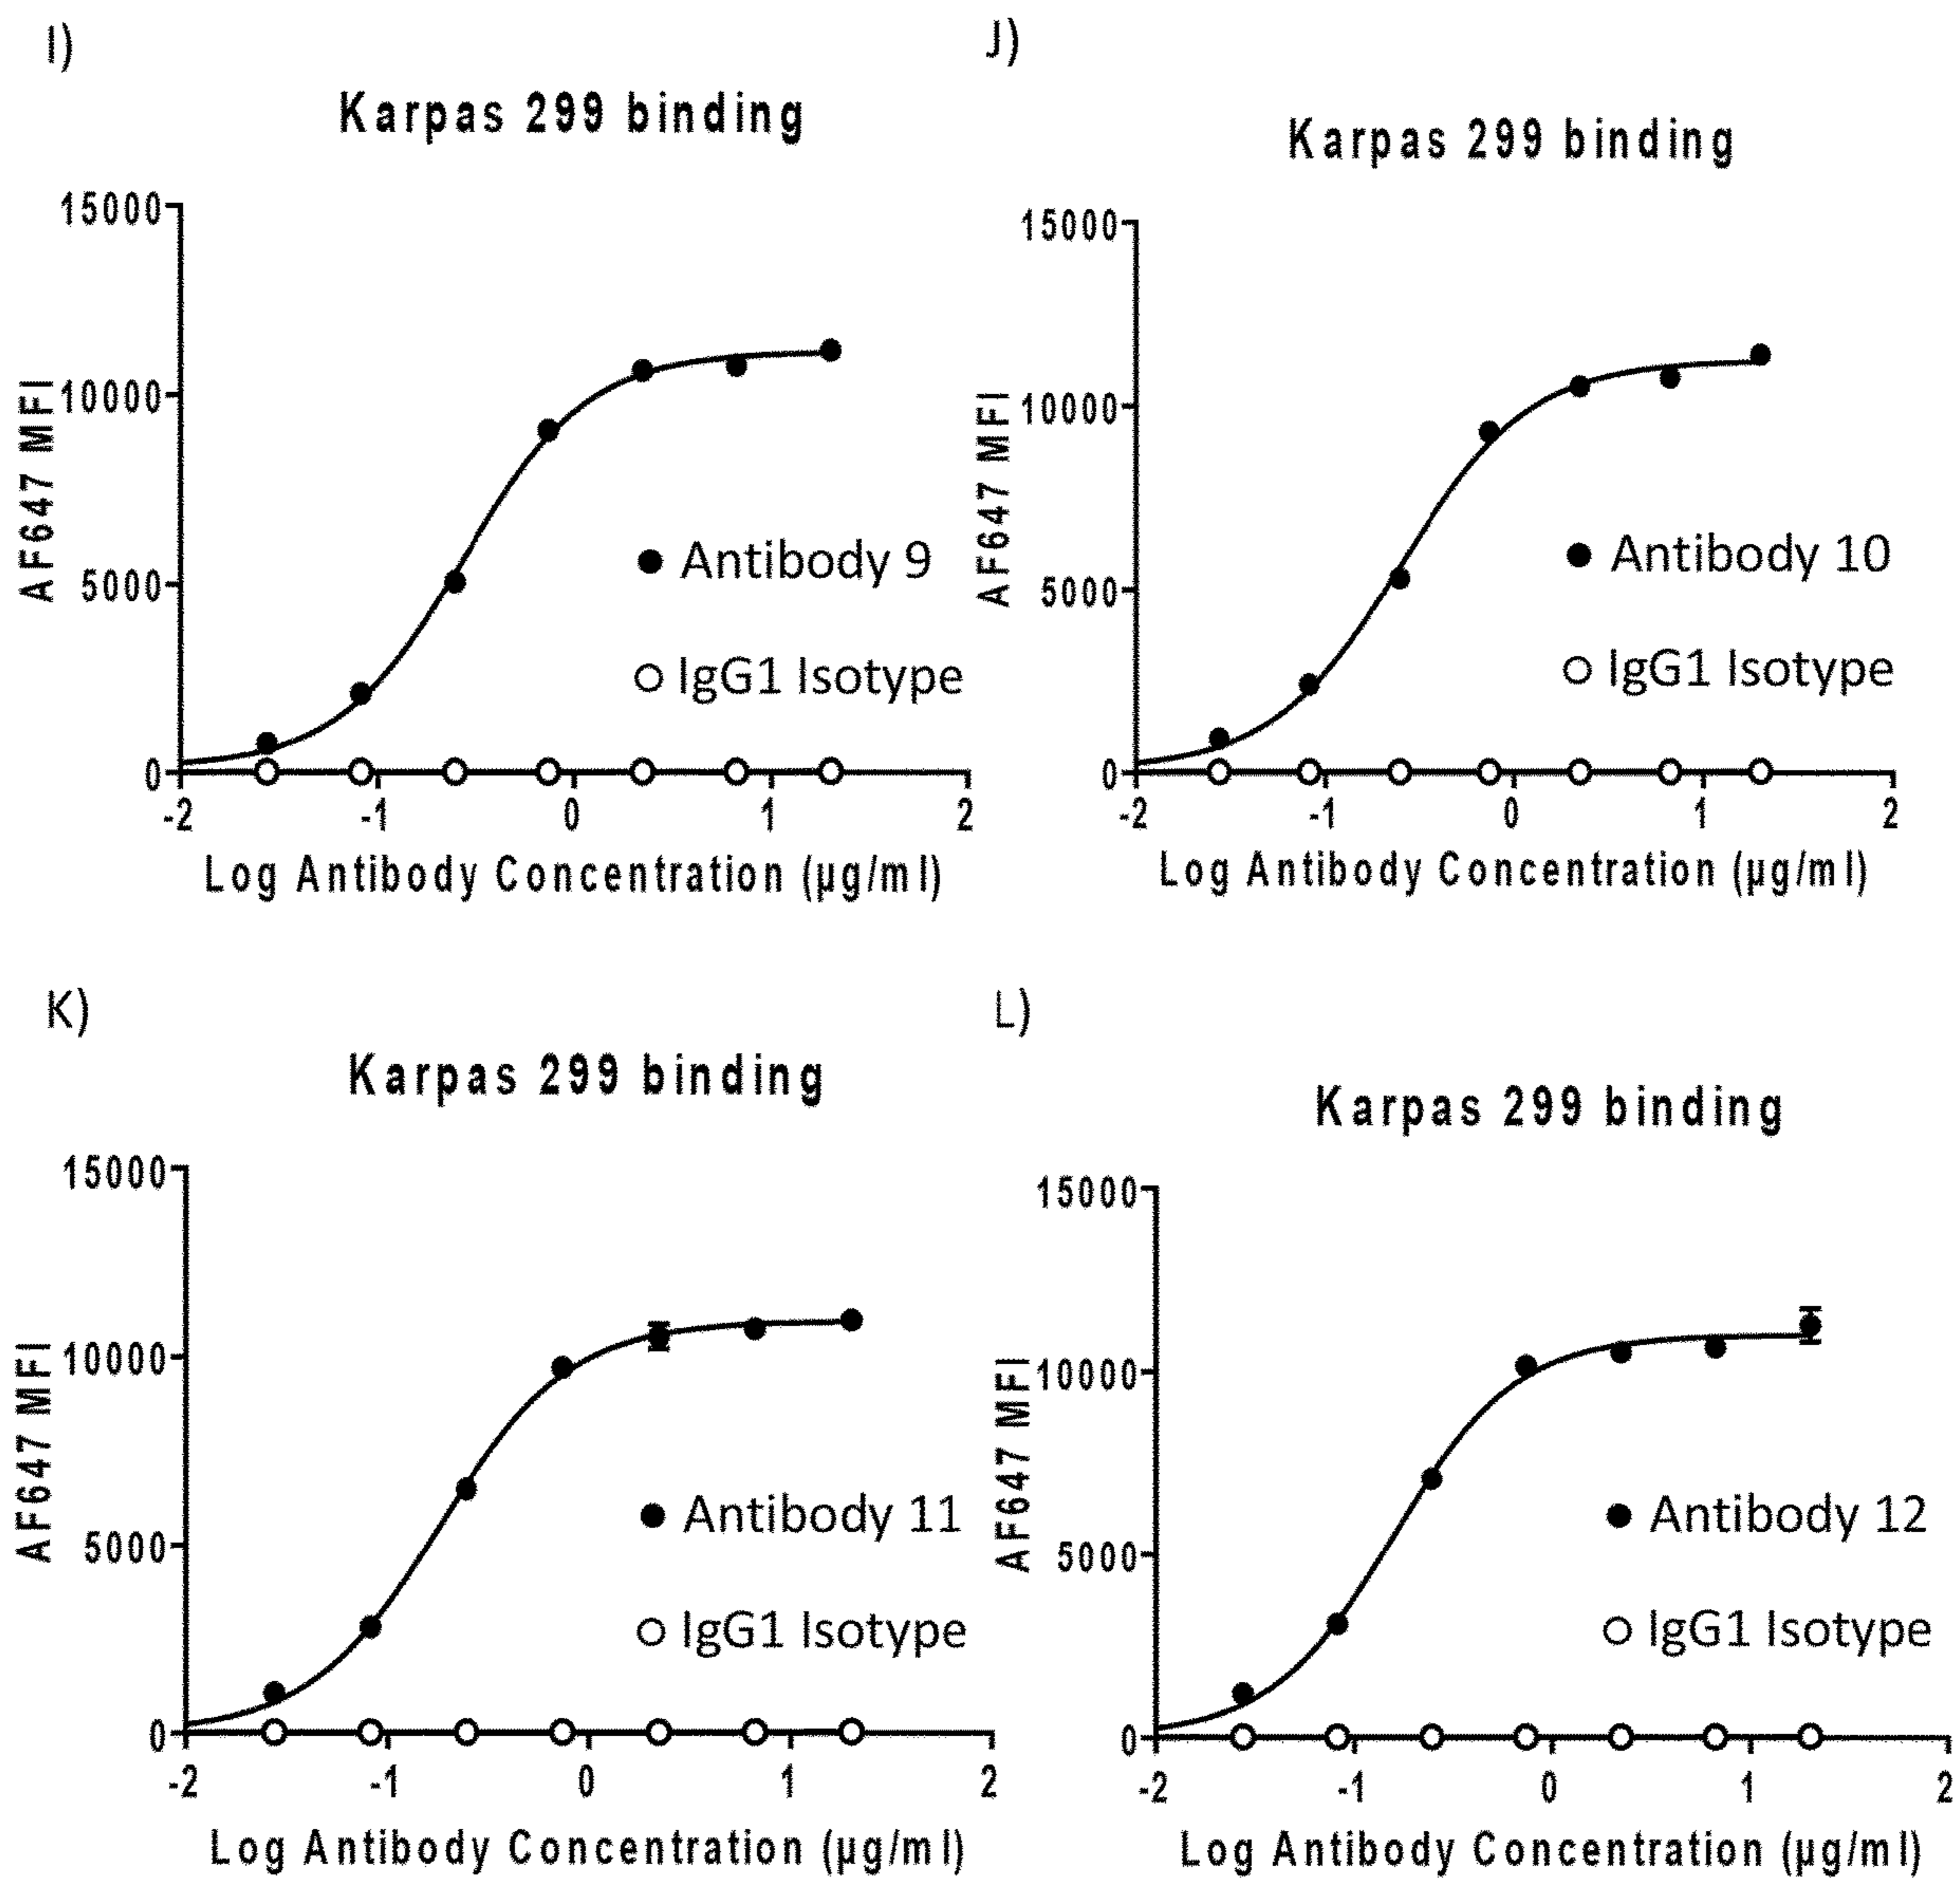 I)
Karpas 299 binding
15000
10000
5000
0
AF647 MFI
Antibody 9
IgG1 Isotype
-2 -1 0 1 2
Log Antibody Concentration (µg/ml)
J)
Karpas 299 binding
15000
10000
5000
0
AF647 MFI
Antibody 10
IgG1 Isotype
-2 -1 0 1 2
Log Antibody Concentration (µg/ml)
K)
Karpas 299 binding
15000
10000
5000
0
AF647 MFI
Antibody 11
IgG1 Isotype
-2 -1 0 1 2
Log Antibody Concentration (µg/ml)
L)
Karpas 299 binding
15000
10000
5000
0
AF647 MFI
Antibody 12
IgG1 Isotype
-2 -1 0 1 2
Log Antibody Concentration (µg/ml)